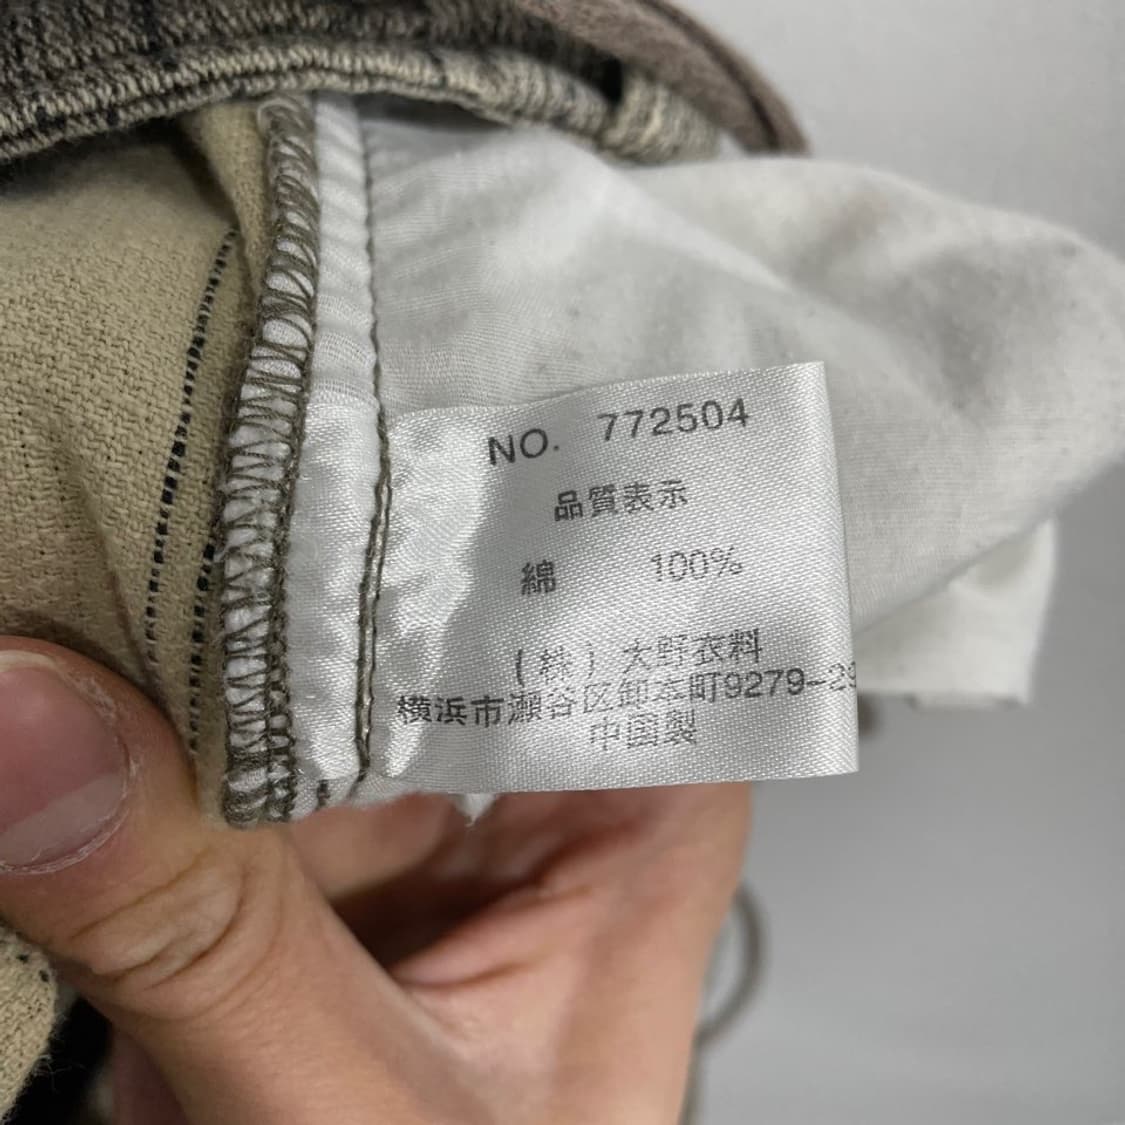 NO. 772504
品質表示
綿 100%
(株)大野衣料
横浜市瀬谷区卸本町9279-29
中国製